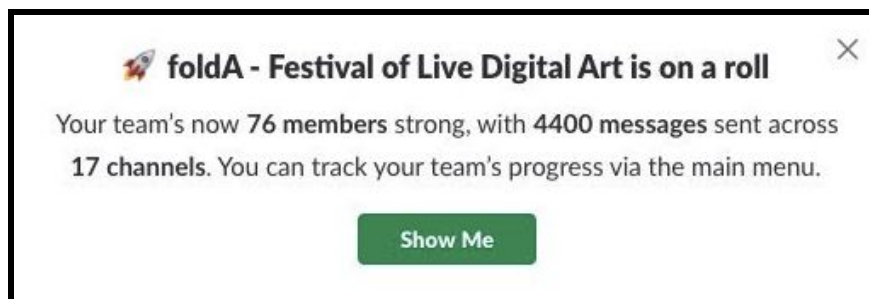 🚀 foldA - Festival of Live Digital Art is on a roll
Your team's now 76 members strong, with 4400 messages sent across
17 channels. You can track your team's progress via the main menu.
Show Me